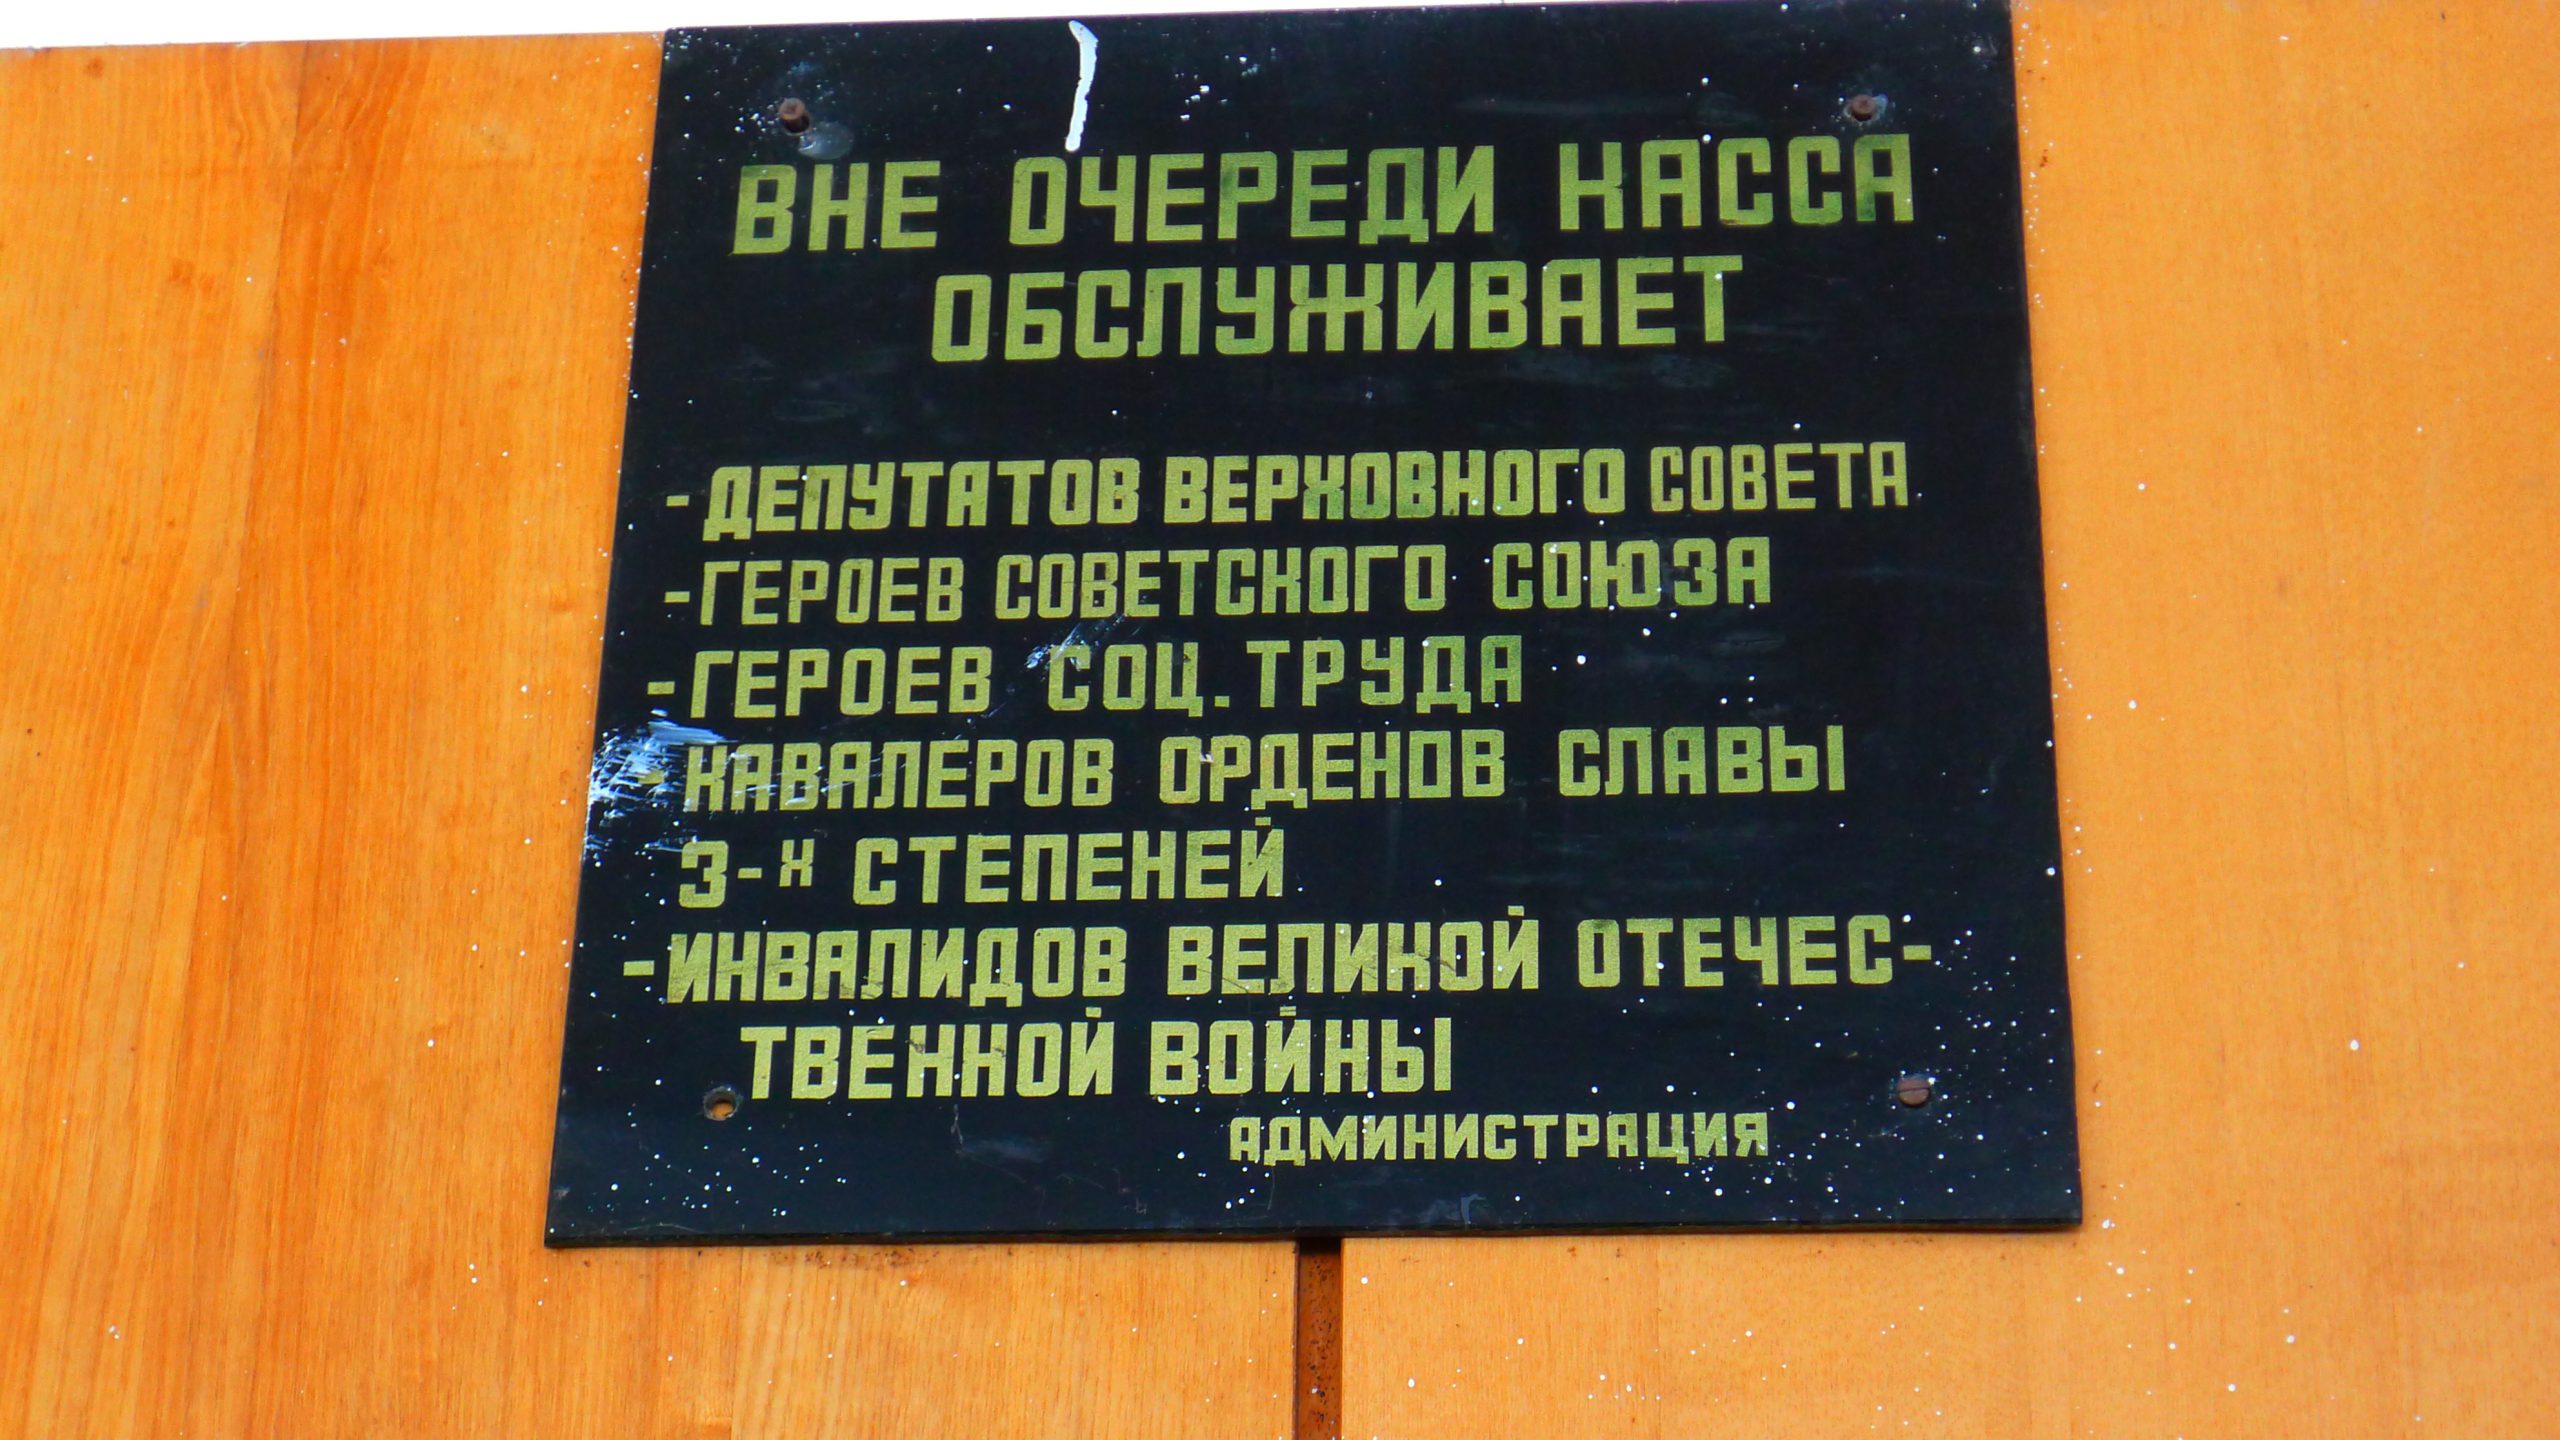 ВНЕ ОЧЕРЕДИ КАССА
ОБСЛУЖИВАЕТ
-ДЕПУТАТОВ ВЕРХОВНОГО СОВЕТА
-ГЕРОЕВ СОВЕТСКОГО СОЮЗА
-ГЕРОЕВ СОЦ. ТРУДА
-КАВАЛЕРОВ ОРДЕНОВ СЛАВЫ
3-Х СТЕПЕНЕЙ
-ИНВАЛИДОВ ВЕЛИКОЙ ОТЕЧЕС-
ТВЕННОЙ ВОЙНЫ
АДМИНИСТРАЦИЯ